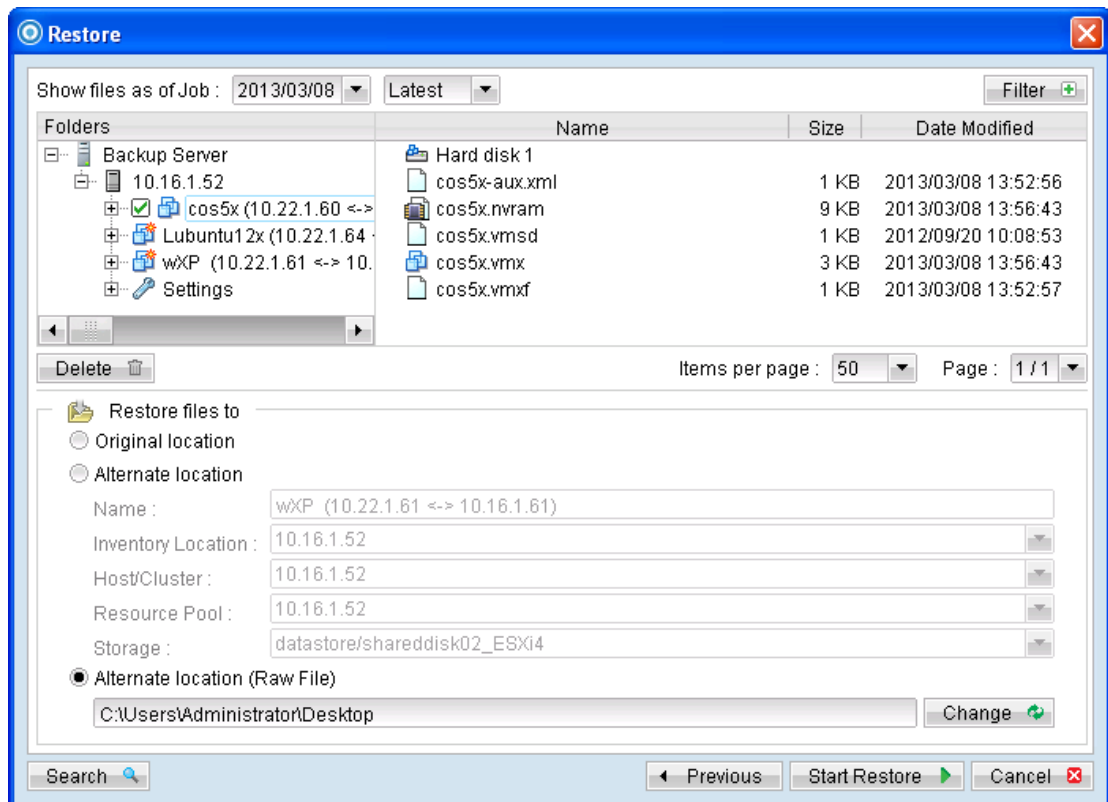 Restore
Show files as of Job : 2013/03/08 Latest Filter
Folders Name Size Date Modified
Backup Server Hard disk 1
10.16.1.52 cos5x-aux.xml 1 KB 2013/03/08 13:52:56
cos5x (10.22.1.60 <-> cos5x.nvram 9 KB 2013/03/08 13:56:43
Lubuntu12x (10.22.1.64 cos5x.vmsd 1 KB 2012/09/20 10:08:53
wXP (10.22.1.61 <-> 10. cos5x.vmx 3 KB 2013/03/08 13:56:43
Settings cos5x.vmxf 1 KB 2013/03/08 13:52:57
Delete Items per page : 50 Page : 1 / 1
Restore files to
Original location
Alternate location
Name : wXP (10.22.1.61 <-> 10.16.1.61)
Inventory Location : 10.16.1.52
Host/Cluster : 10.16.1.52
Resource Pool : 10.16.1.52
Storage : datastore/shareddisk02_ESXi4
Alternate location (Raw File)
C:\Users\Administrator\Desktop Change
Search Previous Start Restore Cancel